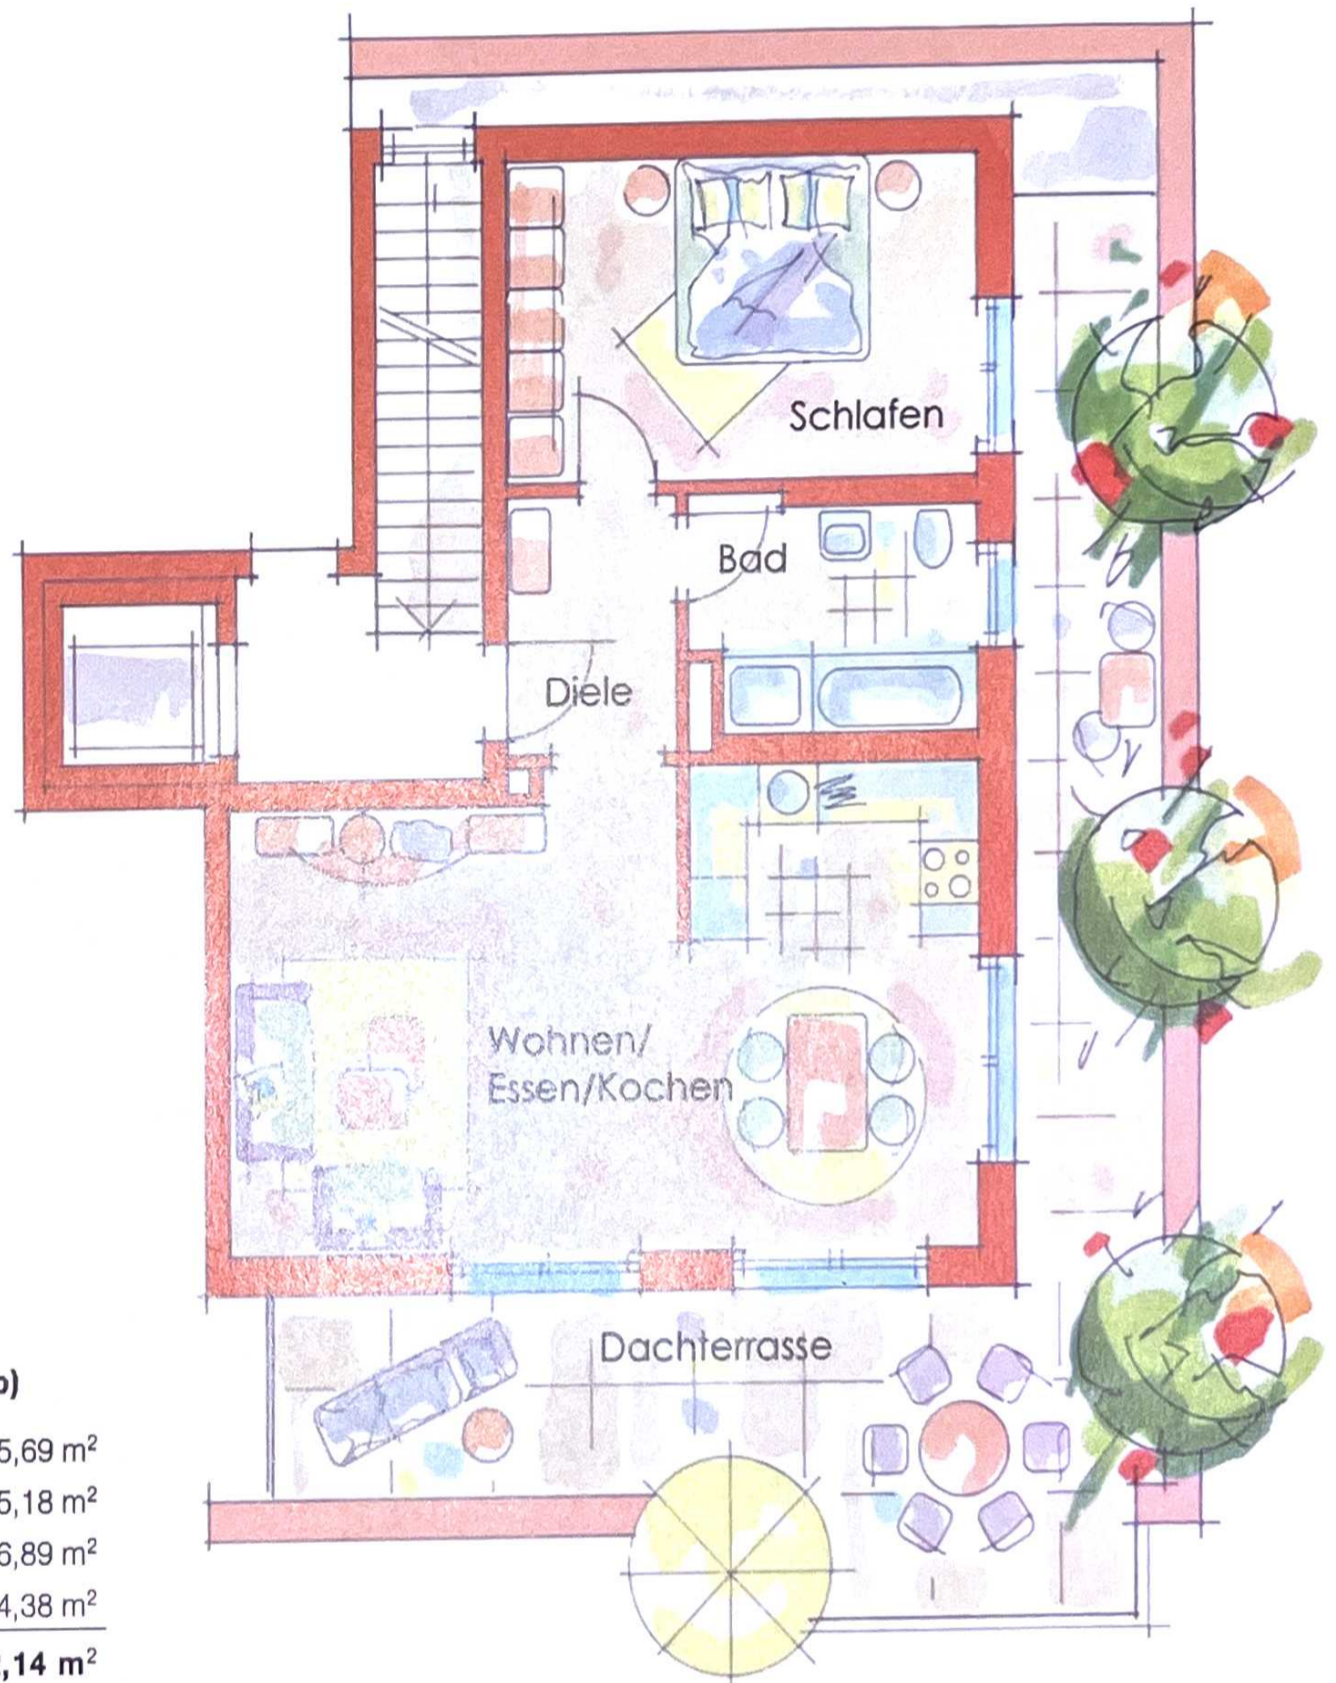 Schlafen
Bad
Diele
Wohnen/
Essen/Kochen
Dachterrasse
5,69 m²
5,18 m²
6,89 m²
4,38 m²
,14 m²